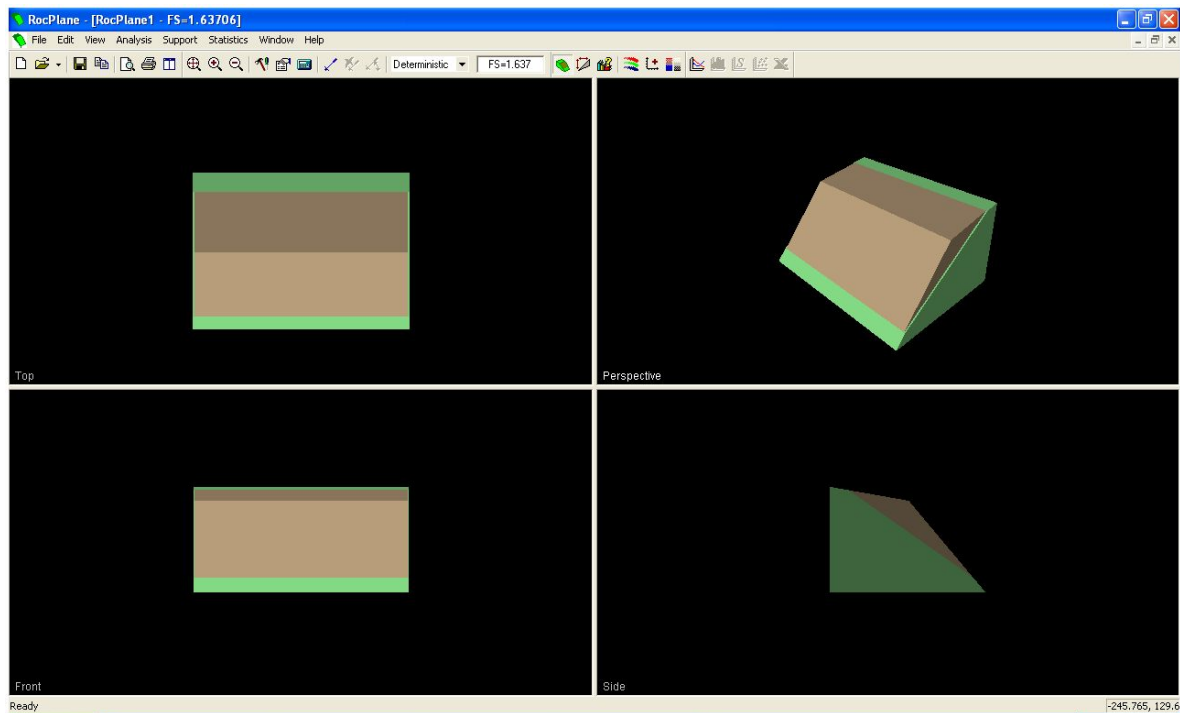 RocPlane - [RocPlane1 - FS=1.63706]
File Edit View Analysis Support Statistics Window Help
Deterministic FS=1.637
Top
Perspective
Front
Side
Ready
-245.765, 129.6